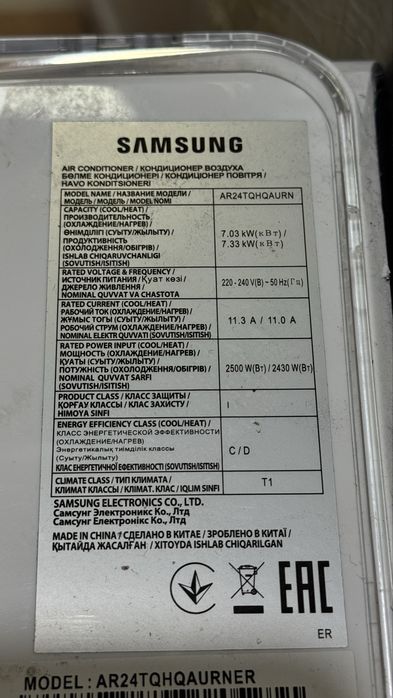 SAMSUNG
AIR CONDITIONER / КОНДИЦИОНЕР ВОЗДУХА
БӨЛМЕ КОНДИЦИОНЕРІ / КОНДИЦІОНЕР ПОВІТРЯ /
HAVO KONDITSIONERI
MODEL NAME / НАЗВАНИЕ МОДЕЛИ /
МОДЕЛЬ / МОДЕЛЬ / MODEL NOMI
AR24TQHQAURN
CAPACITY (COOL/HEAT) /
ПРОИЗВОДИТЕЛЬНОСТЬ
(ОХЛАЖДЕНИЕ/НАГРЕВ) /
ӨНІМДІЛІГІ (СУЫТУ/ЖЫЛЫТУ) /
ПРОДУКТИВНІСТЬ
(ОХОЛОДЖЕННЯ/ОБІГРІВ) /
ISHLAB CHIQARUVCHANLIGI
(SOVUTISH/ISITISH)
7.03 kW(кВт) /
7.33 kW(кВт)
RATED VOLTAGE & FREQUENCY /
ИСТОЧНИК ПИТАНИЯ / Қуат көзі /
ДЖЕРЕЛО ЖИВЛЕННЯ /
NOMINAL QUVVAT VA CHASTOTA
220 - 240 V(В) ~ 50 Hz(Гц)
RATED CURRENT (COOL/HEAT) /
РАБОЧИЙ ТОК (ОХЛАЖДЕНИЕ/НАГРЕВ) /
ЖҰМЫС ТОГЫ (СУЫТУ/ЖЫЛЫТУ) /
РОБОЧИЙ СТРУМ (ОХЛАЖДЕНИЕ/НАГРЕВ) /
NOMINAL ELEKTR QUVVATI (SOVUTISH/ISITISH)
11.3 A / 11.0 A
RATED POWER INPUT (COOL/HEAT) /
МОЩНОСТЬ (ОХЛАЖДЕНИЕ/НАГРЕВ) /
ҚУАТЫ (СУЫТУ/ЖЫЛЫТУ) /
ПОТУЖНІСТЬ (ОХОЛОДЖЕННЯ/ОБІГРІВ) /
NOMINAL QUVVAT SARFI
(SOVUTISH/ISITISH)
2500 W(Вт) / 2430 W(Вт)
PRODUCT CLASS / КЛАСС ЗАЩИТЫ /
ҚОРҒАУ КЛАССЫ / КЛАС ЗАХИСТУ /
HIMOYA SINFI
I
ENERGY EFFICIENCY CLASS (COOL/HEAT) /
КЛАСС ЭНЕРГЕТИЧЕСКОЙ ЭФФЕКТИВНОСТИ
(ОХЛАЖДЕНИЕ/НАГРЕВ)
Энергетикалық тиімділік классы
(Суыту/Жылыту)
КЛАС ЕНЕРГЕТИЧНОЇ ЕФЕКТИВНОСТІ (SOVUTISH/ISITISH)
C / D
CLIMATE CLASS / ТИП КЛИМАТА /
КЛИМАТ КЛАССЫ / КЛІМАТ. КЛАС / IQLIM SINFI
T1
SAMSUNG ELECTRONICS CO., LTD.
Самсунг Электроникс Ко., Лтд
Самсунг Електронікс Ко., Лтд
MADE IN CHINA / СДЕЛАНО В КИТАЕ / ЗРОБЛЕНО В КИТАЇ /
ҚЫТАЙДА ЖАСАЛҒАН / XITOYDA ISHLAB CHIQARILGAN
EAC
ER
MODEL : AR24TQHQAURNER